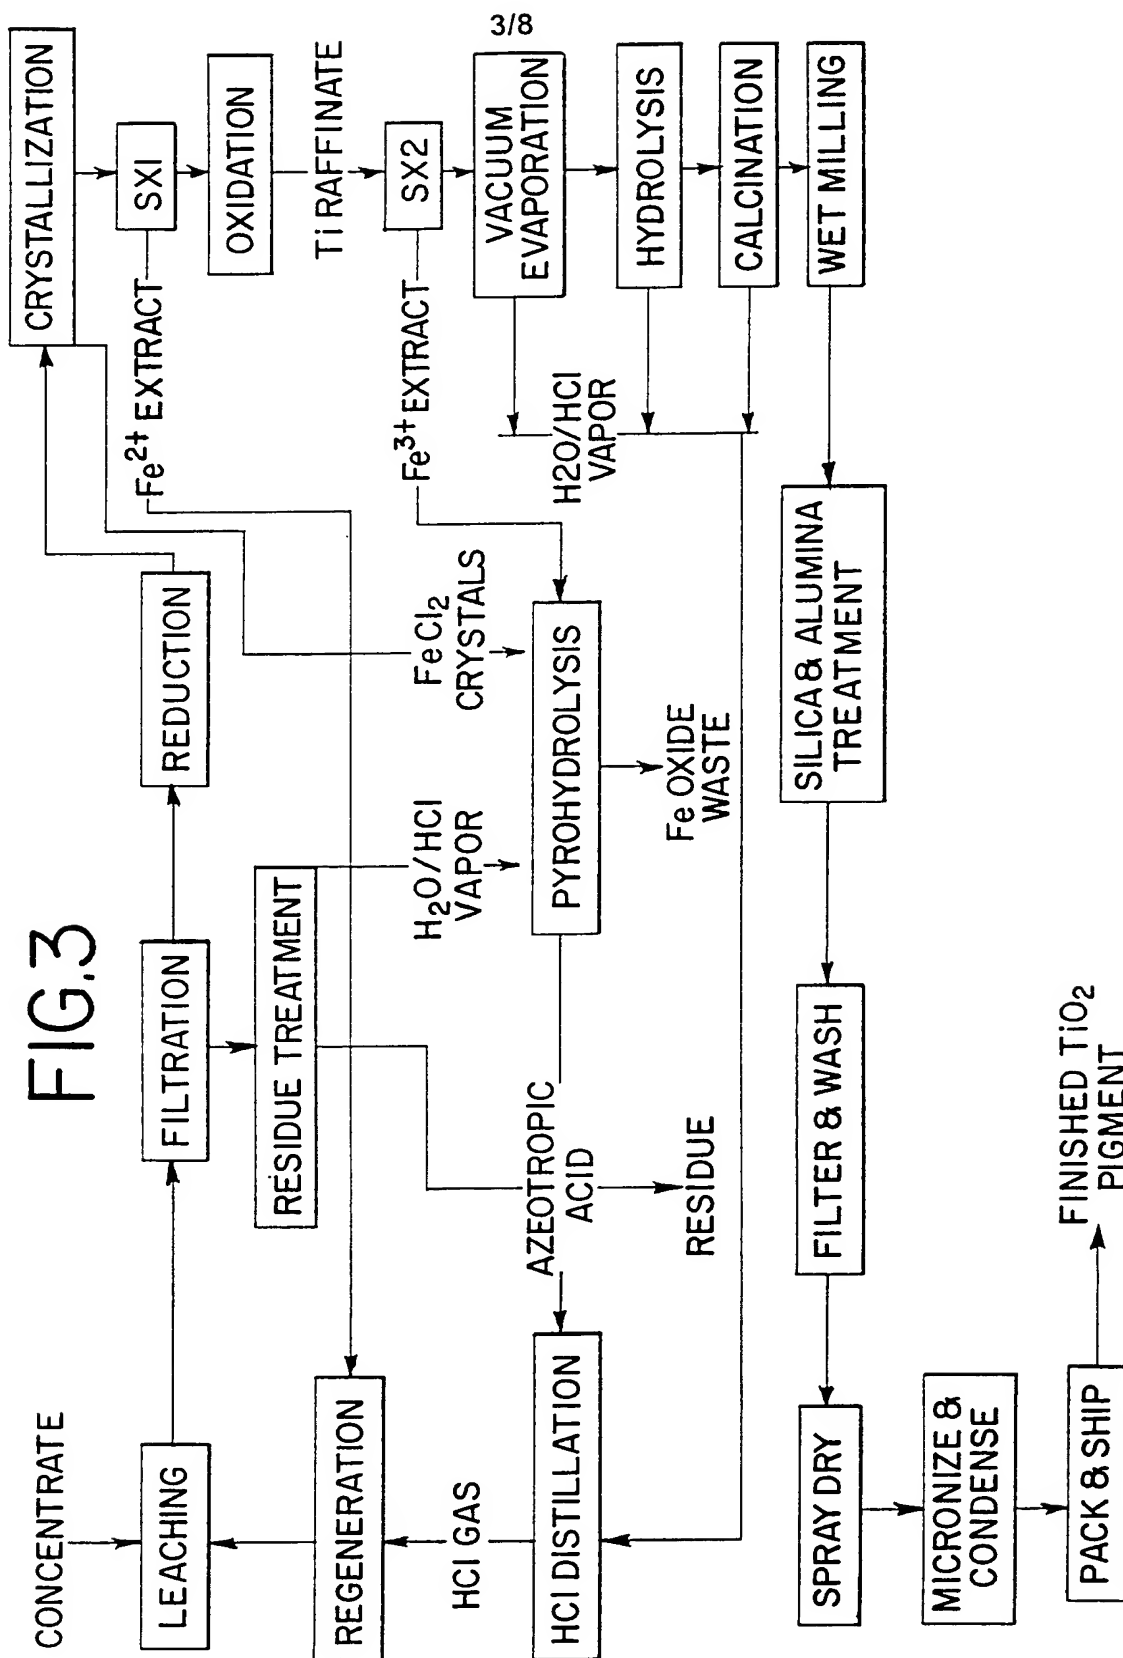 3/8
FIG.3
CONCENTRATE
LEACHING
FILTRATION
REDUCTION
CRYSTALLIZATION
RESIDUE TREATMENT
SX1
Fe2+ EXTRACT
OXIDATION
Ti RAFFINATE
REGENERATION
HCl GAS
HCl DISTILLATION
AZEOTROPIC
ACID
RESIDUE
H2O/HCl
VAPOR
FeCl2
CRYSTALS
PYROHYDROLYSIS
Fe OXIDE
WASTE
Fe3+ EXTRACT
SX2
VACUUM
EVAPORATION
H2O/HCl
VAPOR
HYDROLYSIS
CALCINATION
WET MILLING
SILICA & ALUMINA
TREATMENT
FILTER & WASH
SPRAY DRY
MICRONIZE &
CONDENSE
PACK & SHIP
FINISHED TiO2
PIGMENT